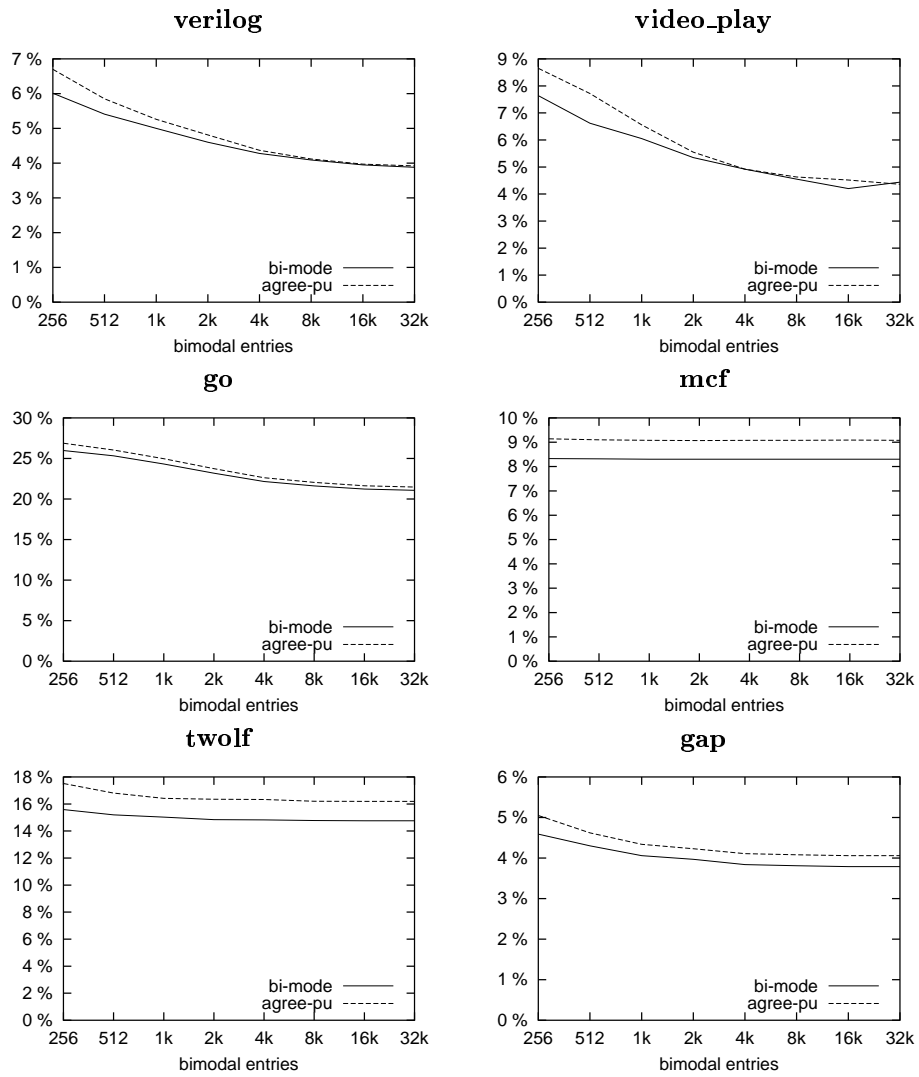 verilog
7 %
6 %
5 %
4 %
3 %
2 %
1 %
0 %
bi-mode
agree-pu
256 512 1k 2k 4k 8k 16k 32k
bimodal entries
video_play
9 %
8 %
7 %
6 %
5 %
4 %
3 %
2 %
1 %
0 %
bi-mode
agree-pu
256 512 1k 2k 4k 8k 16k 32k
bimodal entries
go
30 %
25 %
20 %
15 %
10 %
5 %
0 %
bi-mode
agree-pu
256 512 1k 2k 4k 8k 16k 32k
bimodal entries
mcf
10 %
9 %
8 %
7 %
6 %
5 %
4 %
3 %
2 %
1 %
0 %
bi-mode
agree-pu
256 512 1k 2k 4k 8k 16k 32k
bimodal entries
twolf
18 %
16 %
14 %
12 %
10 %
8 %
6 %
4 %
2 %
0 %
bi-mode
agree-pu
256 512 1k 2k 4k 8k 16k 32k
bimodal entries
gap
6 %
5 %
4 %
3 %
2 %
1 %
0 %
bi-mode
agree-pu
256 512 1k 2k 4k 8k 16k 32k
bimodal entries